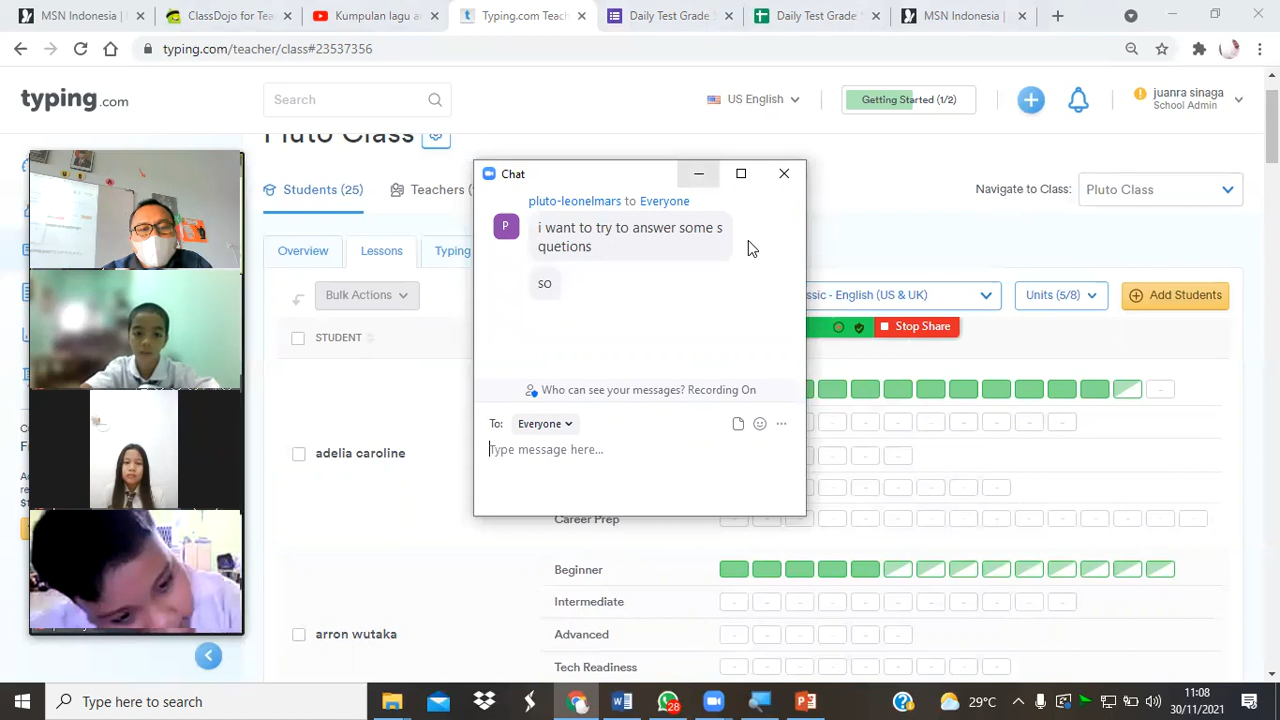 MSN Indonesia |
ClassDojo for Tea
Kumpulan lagu a
Typing.com Teac
Daily Test Grade
Daily Test Grade
MSN Indonesia |
typing.com/teacher/class#23537356
typing.com
Search
US English
Getting Started (1/2)
juanra sinaga
School Admin
Pluto Class
Students (25)
Teachers (
Navigate to Class:
Pluto Class
Overview
Lessons
Typing
Chat
pluto-leonelmars to Everyone
P
i want to try to answer some s
quetions
so
Who can see your messages? Recording On
To:
Everyone
Type message here...
Bulk Actions
ssic - English (US & UK)
Units (5/8)
Add Students
Stop Share
STUDENT
adelia caroline
Career Prep
arron wutaka
Beginner
Intermediate
Advanced
Tech Readiness
Type here to search
28
29°C
11:08
30/11/2021